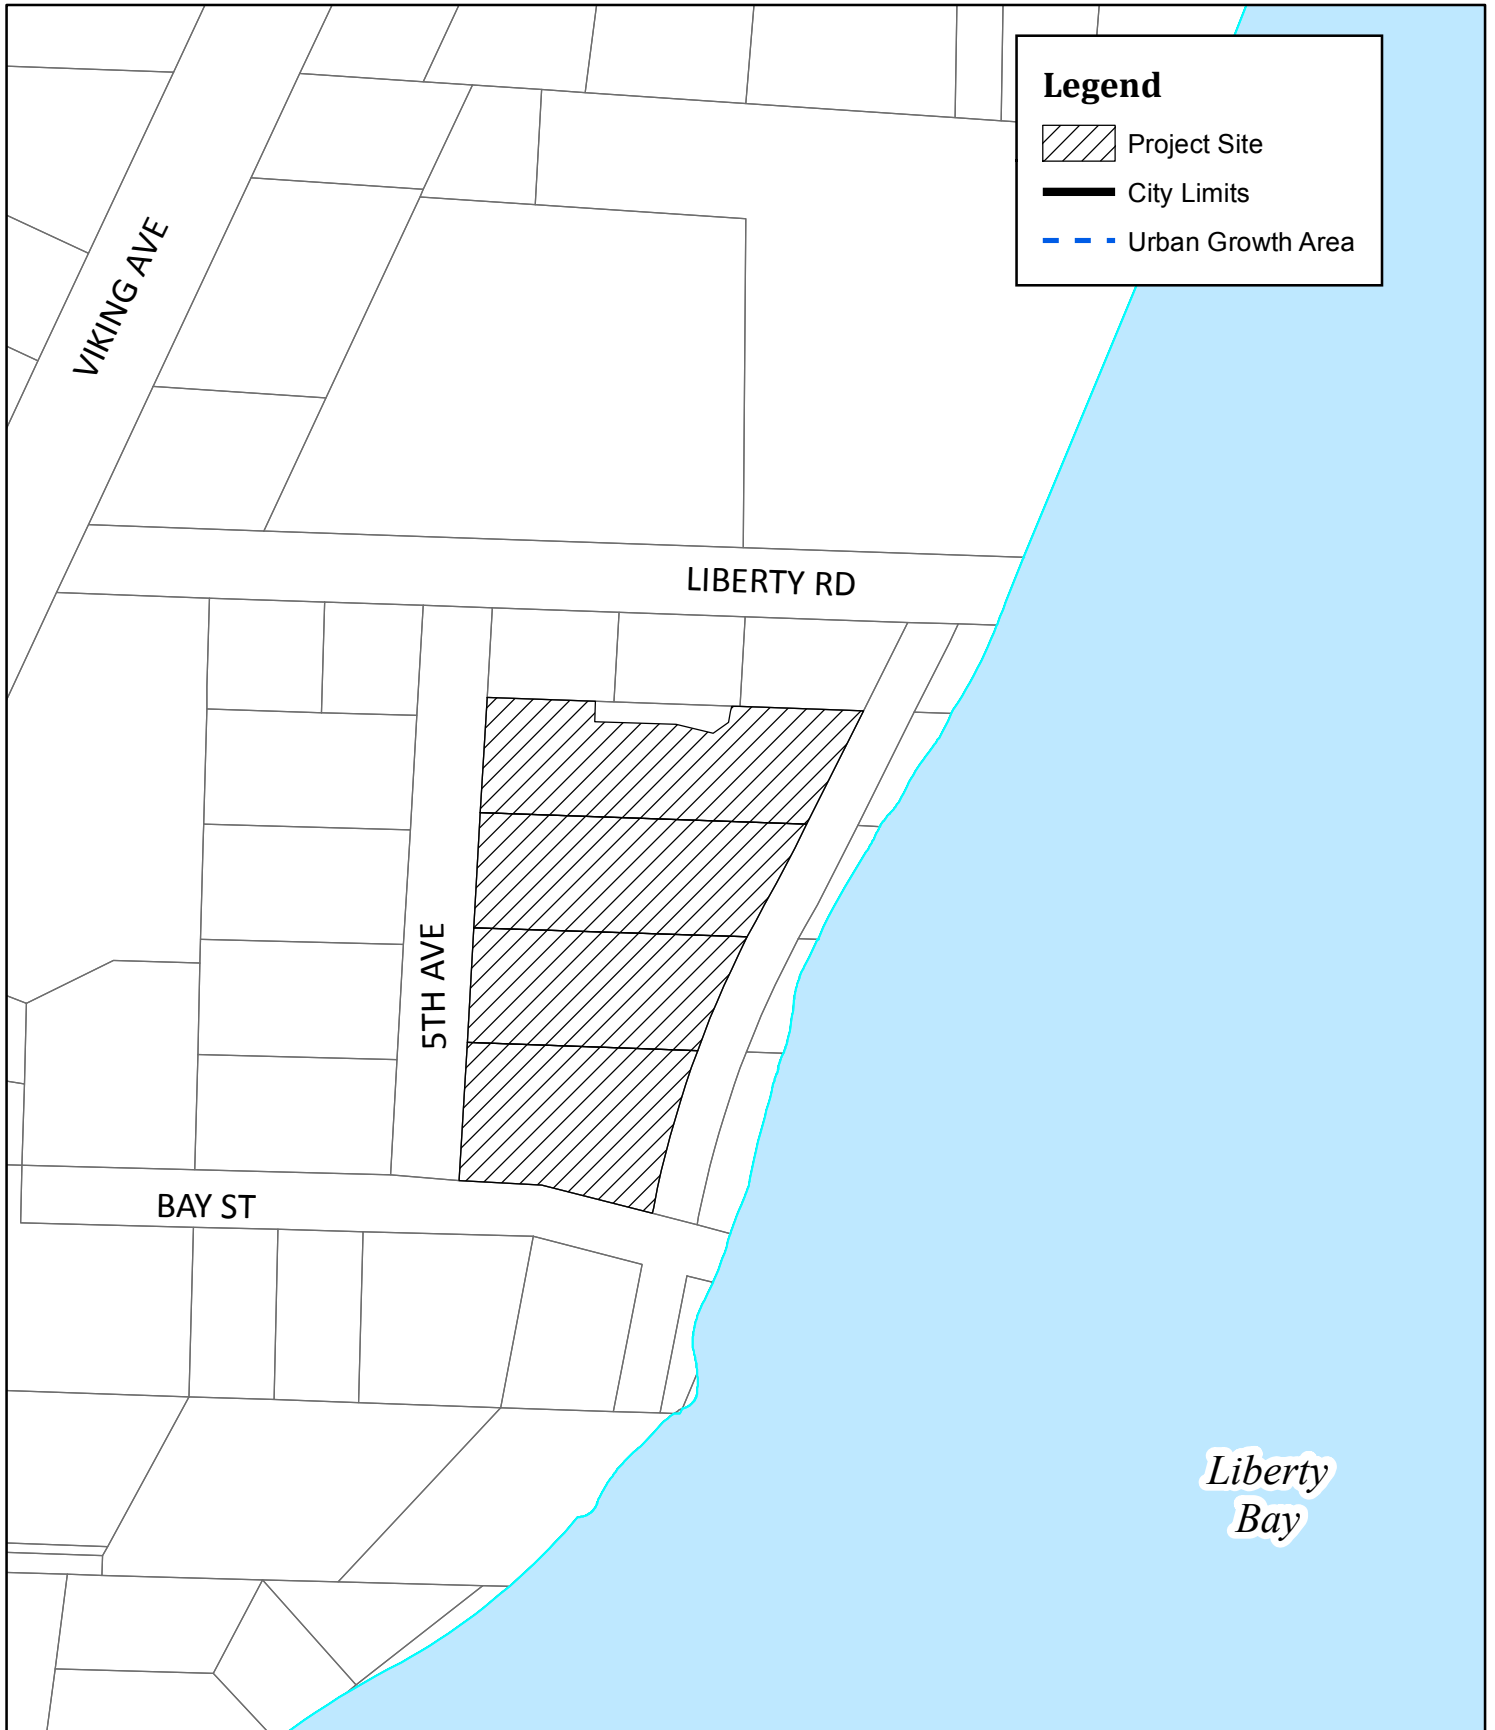 Legend
Project Site
City Limits
Urban Growth Area
VIKING AVE
LIBERTY RD
5TH AVE
BAY ST
Liberty
Bay